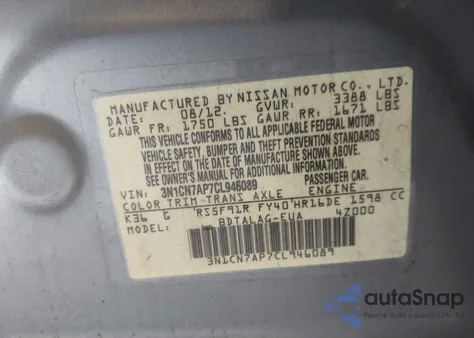 MANUFACTURED BY NISSAN MOTOR CO., LTD.
DATE: 08/12 GVWR: 3388 LBS
GAWR FR: 1750 LBS GAWR RR: 1671 LBS
THIS VEHICLE CONFORMS TO ALL APPLICABLE FEDERAL MOTOR
VEHICLE SAFETY, BUMPER, AND THEFT PREVENTION STANDARDS
IN EFFECT ON THE DATE OF MANUFACTURE SHOWN ABOVE.
SEE OWNERS MANUAL FOR ADDITIONAL INFORMATION.
VIN: 3N1CN7AP7CL946089 PASSENGER CAR
COLOR TRIM-TRANS AXLE ENGINE
K36 G RS5F91R FY40 HR16DE 1598 CC
MODEL: BDTALAG-EUA 4Z000
3N1CN7AP7CL946089
autoSnap